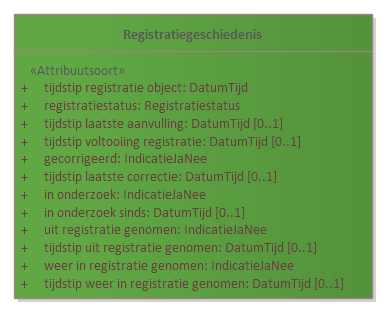 Registratiegeschiedenis
«Attribuutsoort»
+ tijdstip registratie object: DatumTijd
+ registratiestatus: Registratiestatus
+ tijdstip laatste aanvulling: DatumTijd [0..1]
+ tijdstip voltooiing registratie: DatumTijd [0..1]
+ gecorrigeerd: IndicatieJaNee
+ tijdstip laatste correctie: DatumTijd [0..1]
+ in onderzoek: IndicatieJaNee
+ in onderzoek sinds: DatumTijd [0..1]
+ uit registratie genomen: IndicatieJaNee
+ tijdstip uit registratie genomen: DatumTijd [0..1]
+ weer in registratie genomen: IndicatieJaNee
+ tijdstip weer in registratie genomen: DatumTijd [0..1]